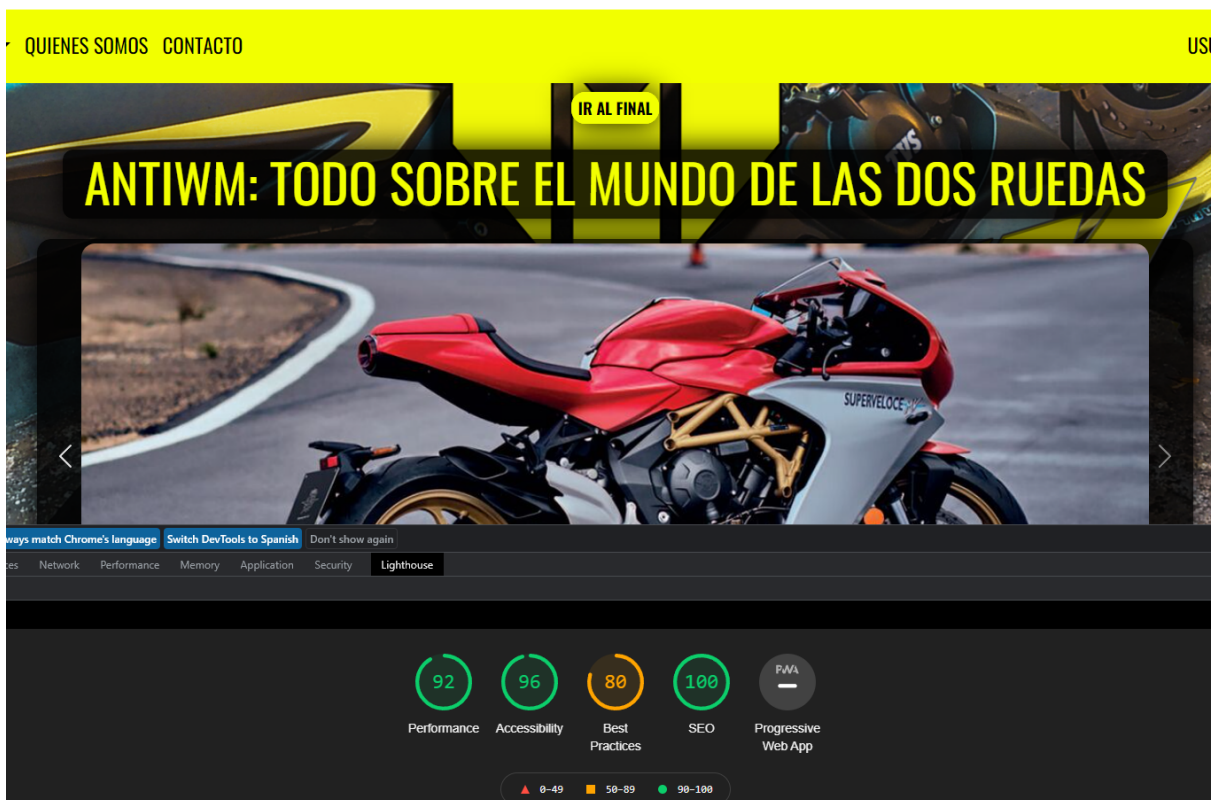 QUIENES SOMOS CONTACTO
IR AL FINAL
TVS
ANTIWM: TODO SOBRE EL MUNDO DE LAS DOS RUEDAS
SUPERVELOCE
match Chrome's language Switch DevTools to Spanish Don't show again
Network Performance Memory Application Security Lighthouse
92 96 80 100 PWA
Performance Accessibility Best Practices SEO Progressive Web App
0-49 50-89 90-100